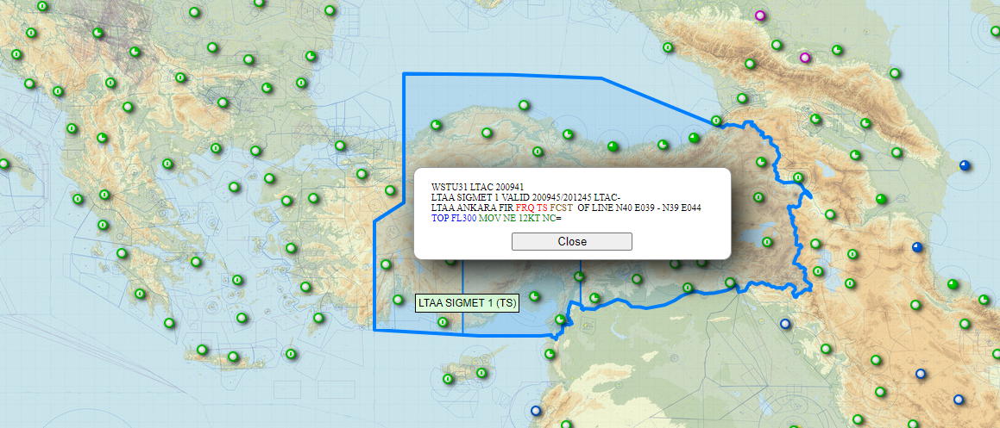 WSTU31 LTAC 200941
LTAA SIGMET 1 VALID 200945/201245 LTAC-
LTAA ANKARA FIR FRQ TS FCST OF LINE N40 E039 - N39 E044
TOP FL300 MOV NE 12KT NC=
Close
LTAA SIGMET 1 (TS)